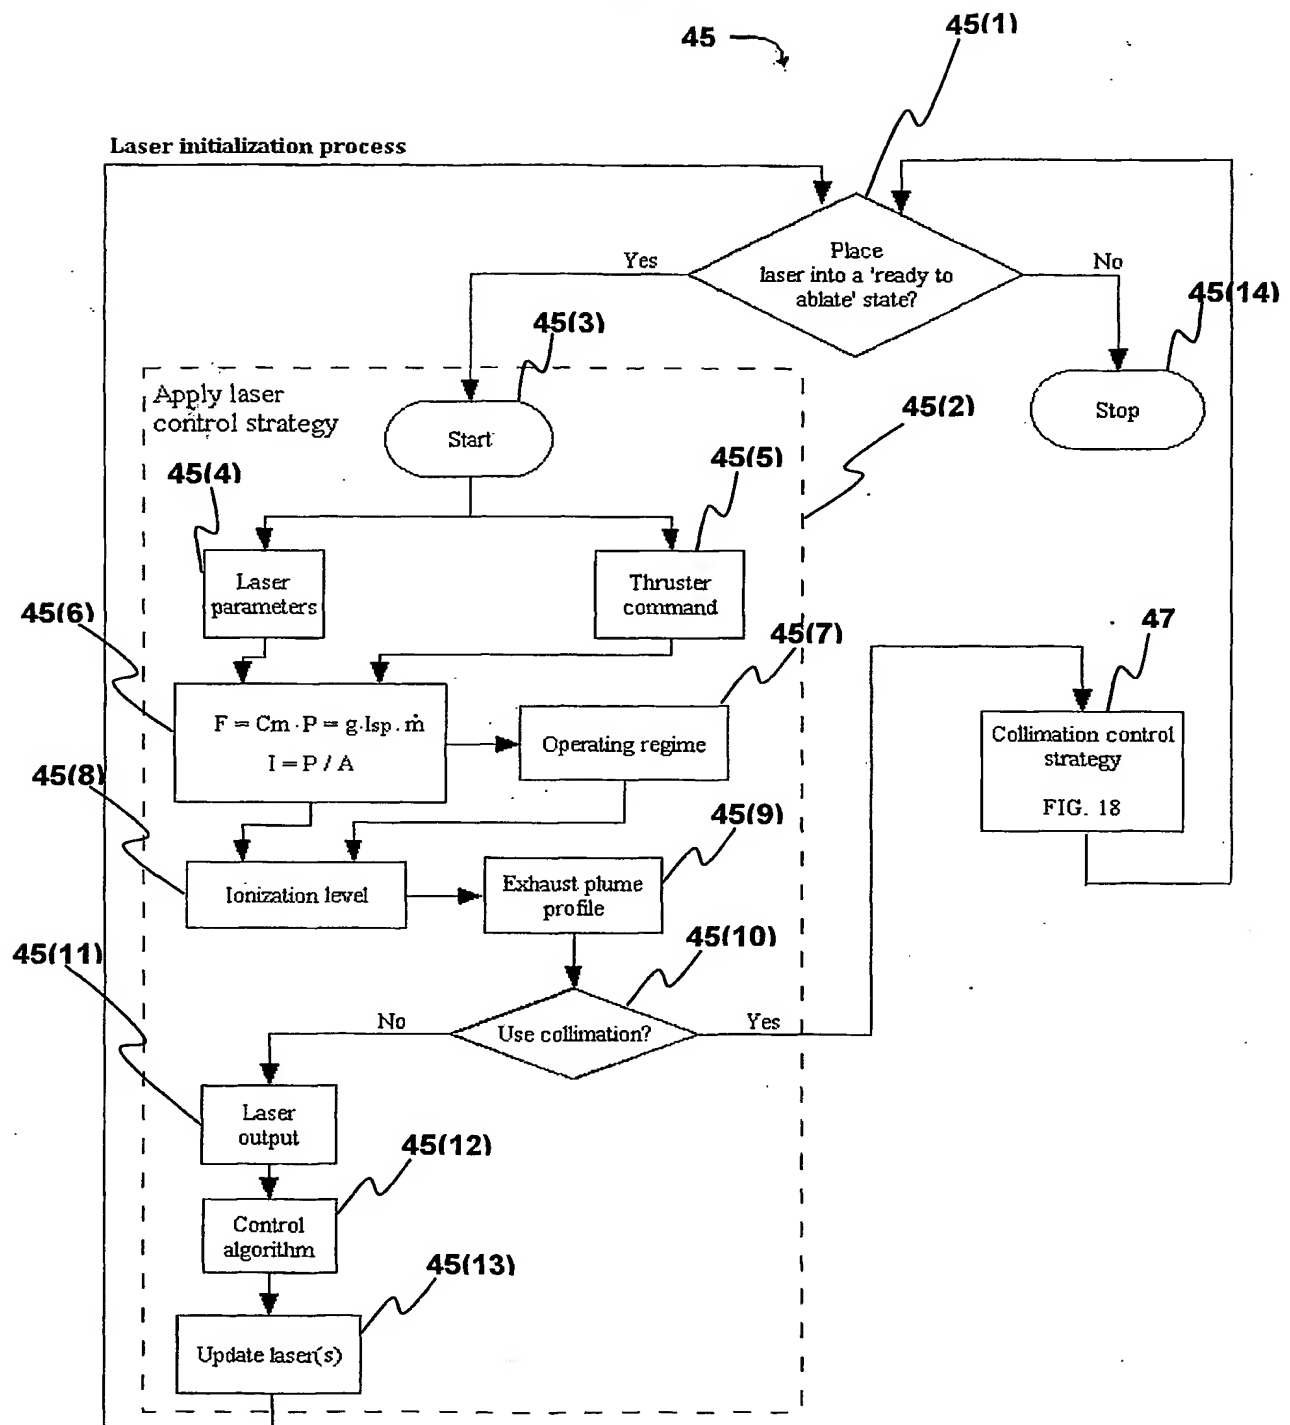 45
45(1)
Laser initialization process
Place
laser into a 'ready to
ablate' state?
Yes
No
45(14)
45(3)
Stop
Apply laser
control strategy
Start
45(2)
45(4)
45(5)
Laser
parameters
Thruster
command
45(6)
45(7)
47
F = Cm · P = g·Isp · ṁ
I = P / A
Operating regime
Collimation control
strategy
FIG. 18
45(8)
45(9)
Ionization level
Exhaust plume
profile
45(10)
45(11)
No
Use collimation?
Yes
Laser
output
45(12)
Control
algorithm
45(13)
Update laser(s)